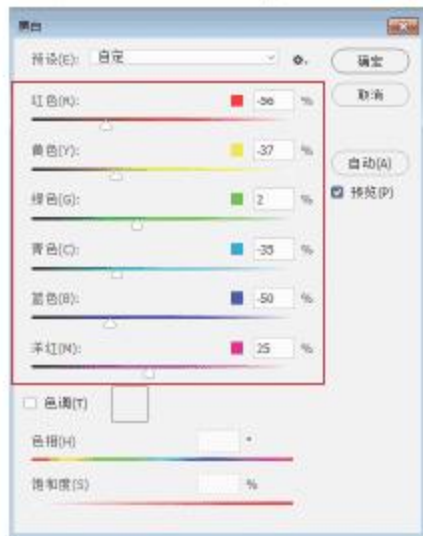 黑白
预设(E): 自定 确定
红色(R): -56 % 取消
黄色(Y): -37 % 自动(A)
绿色(G): 2 % 预览(P)
青色(C): -35 %
蓝色(B): -50 %
洋红(M): 25 %
色调(T)
色相(H) °
饱和度(S) %